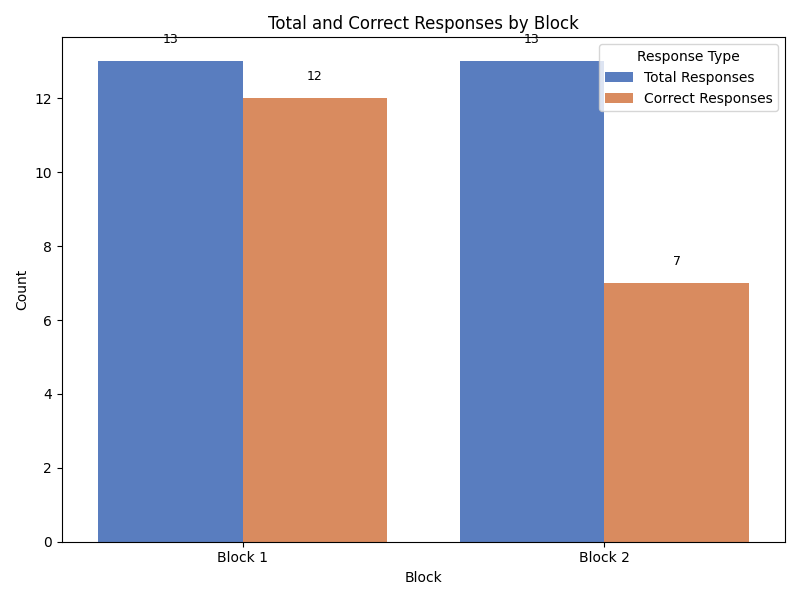 Total and Correct Responses by Block
13
13
12
7
Response Type
Total Responses
Correct Responses
Count
12
10
8
6
4
2
0
Block 1
Block 2
Block